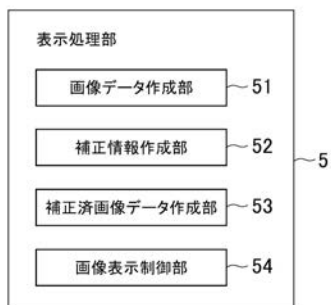 表示処理部
画像データ作成部 51
補正情報作成部 52
5
補正済画像データ作成部 53
画像表示制御部 54